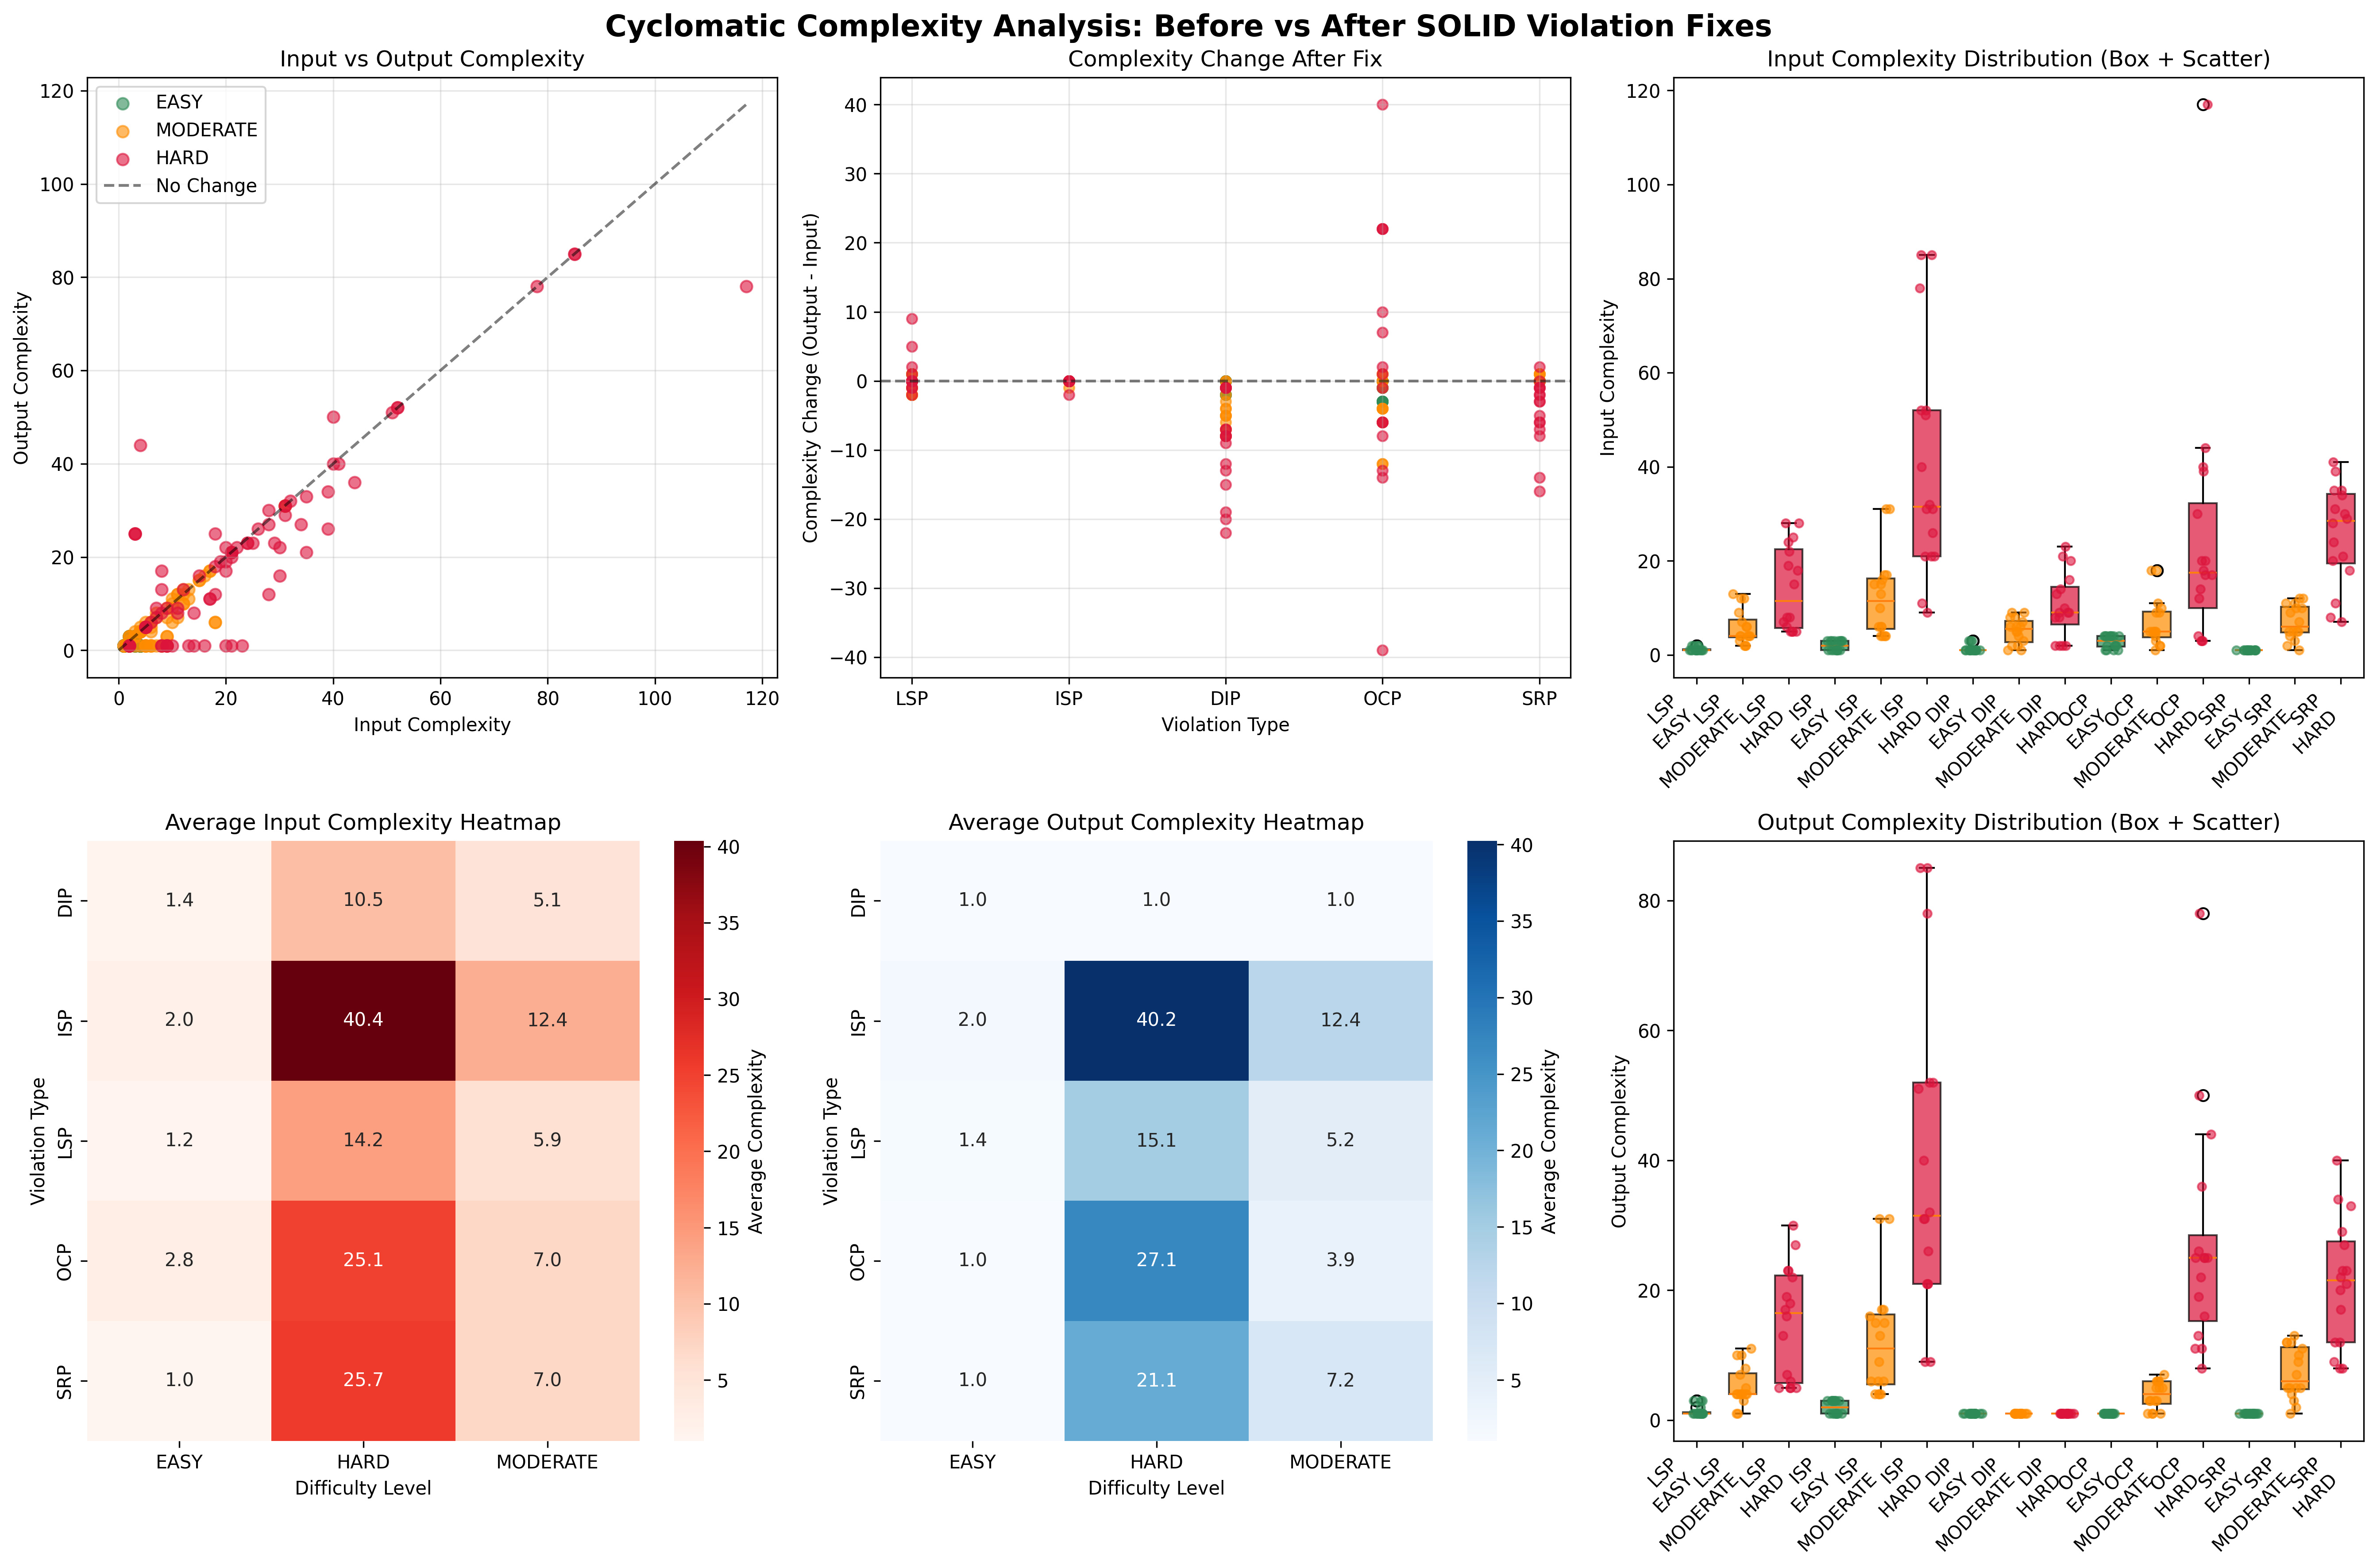 Cyclomatic Complexity Analysis: Before vs After SOLID Violation Fixes
Input vs Output Complexity
120
100
80
60
40
20
0
Output Complexity
EASY
MODERATE
HARD
No Change
0 20 40 60 80 100 120
Input Complexity
Complexity Change After Fix
40
30
20
10
0
−10
−20
−30
−40
Complexity Change (Output - Input)
LSP ISP DIP OCP SRP
Violation Type
Input Complexity Distribution (Box + Scatter)
120
100
80
60
40
20
0
Input Complexity
LSP
EASY
LSP
MODERATE
LSP
HARD
ISP
EASY
ISP
MODERATE
ISP
HARD
DIP
EASY
DIP
MODERATE
DIP
HARD
OCP
EASY
OCP
MODERATE
OCP
HARD
SRP
EASY
SRP
MODERATE
SRP
HARD
Average Input Complexity Heatmap
Violation Type
DIP 1.4 10.5 5.1
ISP 2.0 40.4 12.4
LSP 1.2 14.2 5.9
OCP 2.8 25.1 7.0
SRP 1.0 25.7 7.0
EASY HARD MODERATE
Difficulty Level
40
35
30
25
20
15
10
5
Average Complexity
Average Output Complexity Heatmap
Violation Type
DIP 1.0 1.0 1.0
ISP 2.0 40.2 12.4
LSP 1.4 15.1 5.2
OCP 1.0 27.1 3.9
SRP 1.0 21.1 7.2
EASY HARD MODERATE
Difficulty Level
40
35
30
25
20
15
10
5
Average Complexity
Output Complexity Distribution (Box + Scatter)
80
60
40
20
0
Output Complexity
LSP
EASY
LSP
MODERATE
LSP
HARD
ISP
EASY
ISP
MODERATE
ISP
HARD
DIP
EASY
DIP
MODERATE
DIP
HARD
OCP
EASY
OCP
MODERATE
OCP
HARD
SRP
EASY
SRP
MODERATE
SRP
HARD